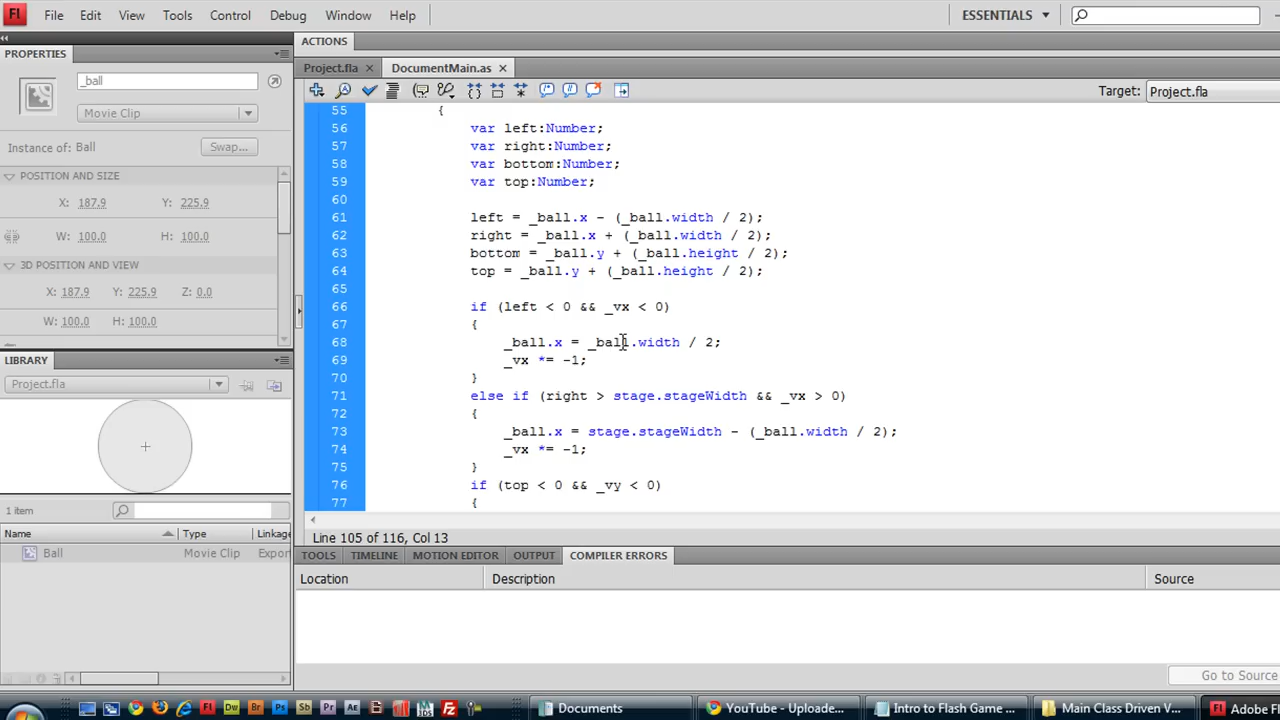 Fl File Edit View Tools Control Debug Window Help ESSENTIALS
PROPERTIES
_ball
Movie Clip
Instance of: Ball Swap...
POSITION AND SIZE
X: 187.9 Y: 225.9
W: 100.0 H: 100.0
3D POSITION AND VIEW
X: 187.9 Y: 225.9 Z: 0.0
W: 100.0 H: 100.0
LIBRARY
Project.fla
1 item
Name Type Linkage
Ball Movie Clip Export
ACTIONS
Project.fla DocumentMain.as
Target: Project.fla
55 {
56 var left:Number;
57 var right:Number;
58 var bottom:Number;
59 var top:Number;
60
61 left = _ball.x - (_ball.width / 2);
62 right = _ball.x + (_ball.width / 2);
63 bottom = _ball.y + (_ball.height / 2);
64 top = _ball.y + (_ball.height / 2);
65
66 if (left < 0 && _vx < 0)
67 {
68 _ball.x = _ball.width / 2;
69 _vx *= -1;
70 }
71 else if (right > stage.stageWidth && _vx > 0)
72 {
73 _ball.x = stage.stageWidth - (_ball.width / 2);
74 _vx *= -1;
75 }
76 if (top < 0 && _vy < 0)
77 {
Line 105 of 116, Col 13
TOOLS TIMELINE MOTION EDITOR OUTPUT COMPILER ERRORS
Location Description Source
Go to Source
Fl Dw Br Ps Sb Ae Documents YouTube - Uploade... Intro to Flash Game ... Main Class Driven V... Fl Adobe Fl